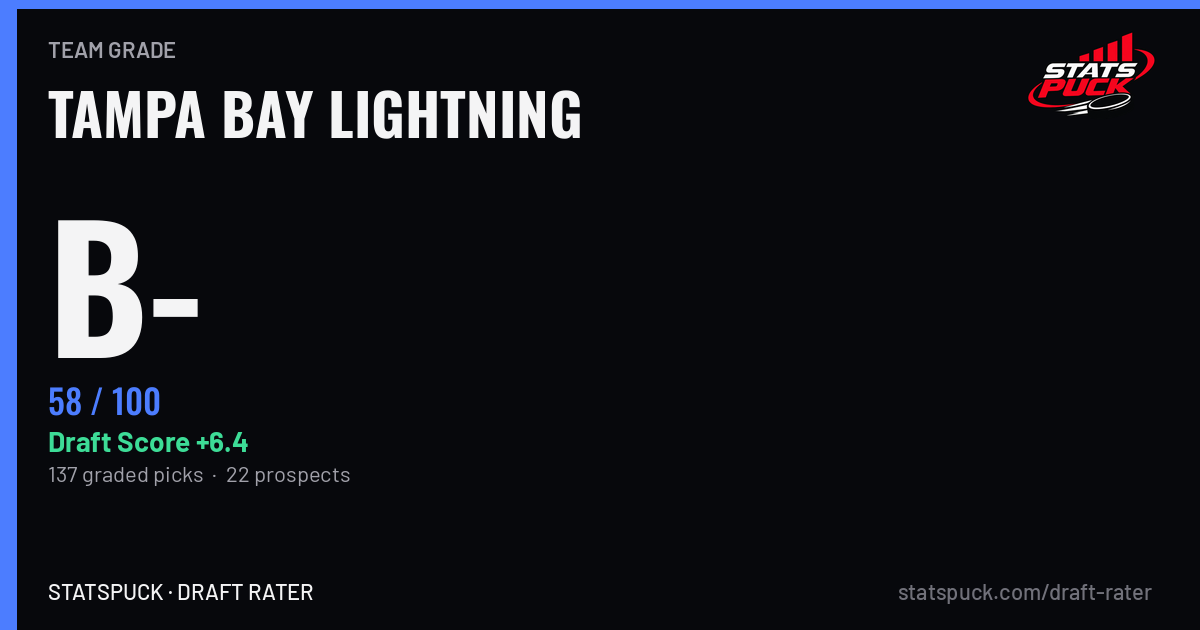 TEAM GRADE
STATS
PUCK
TAMPA BAY LIGHTNING
B-
58 / 100
Draft Score +6.4
137 graded picks · 22 prospects
STATSPUCK · DRAFT RATER
statspuck.com/draft-rater